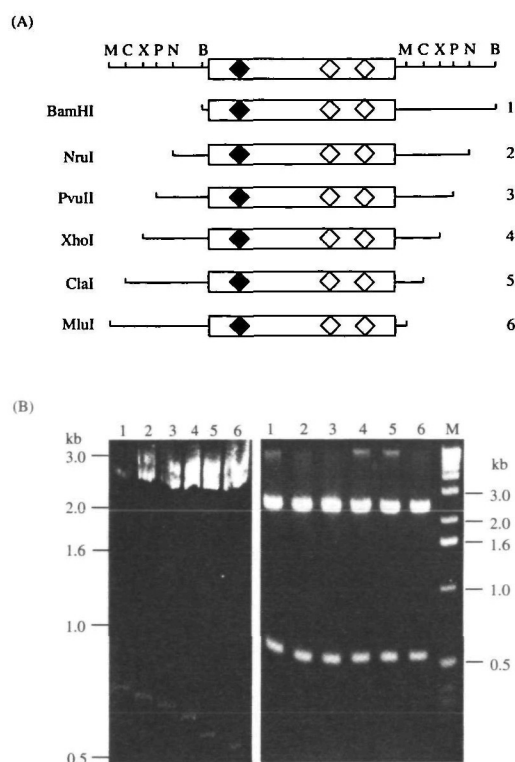 (A)
M C X P N B M C X P N B
BamHI 1
NruI 2
PvuII 3
XhoI 4
ClaI 5
MluI 6
(B)
1 2 3 4 5 6 1 2 3 4 5 6 M
kb kb
3.0 3.0
2.0 2.0
1.6 1.6
1.0 1.0
0.5 0.5